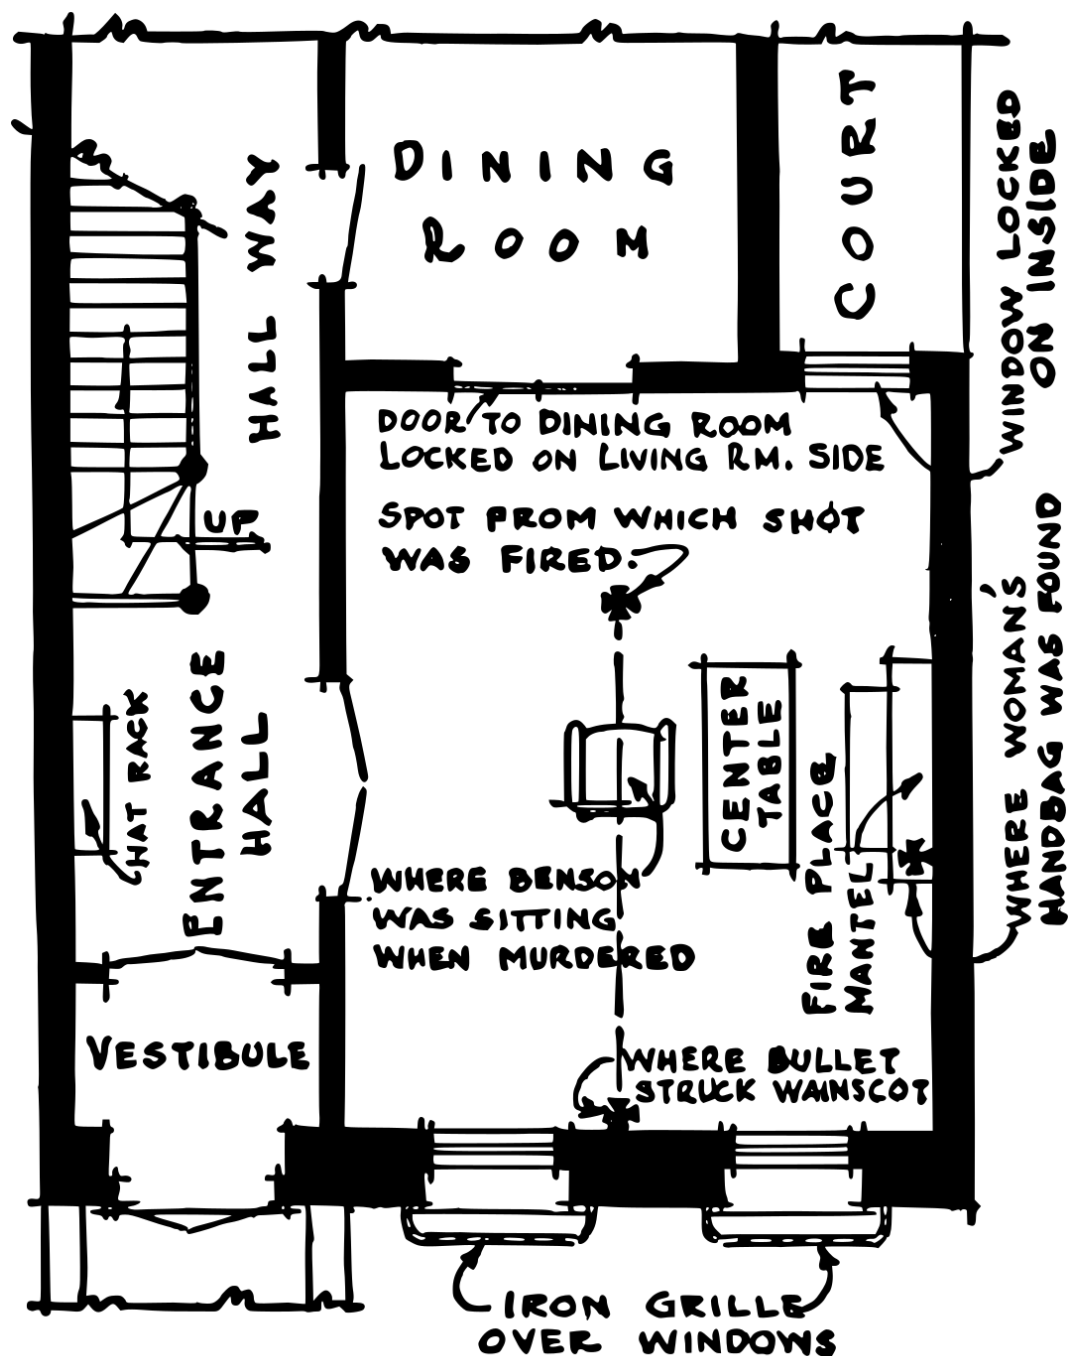 DINING
ROOM
COURT
WINDOW LOCKED
ON INSIDE
HALL WAY
DOOR TO DINING ROOM
LOCKED ON LIVING RM. SIDE
SPOT FROM WHICH SHOT
WAS FIRED.
UP
WHERE WOMAN'S
HANDBAG WAS FOUND
ENTRANCE
HALL
HAT RACK
CENTER
TABLE
FIRE PLACE
MANTEL
WHERE BENSON
WAS SITTING
WHEN MURDERED
VESTIBULE
WHERE BULLET
STRUCK WAINSCOT
IRON GRILLE
OVER WINDOWS